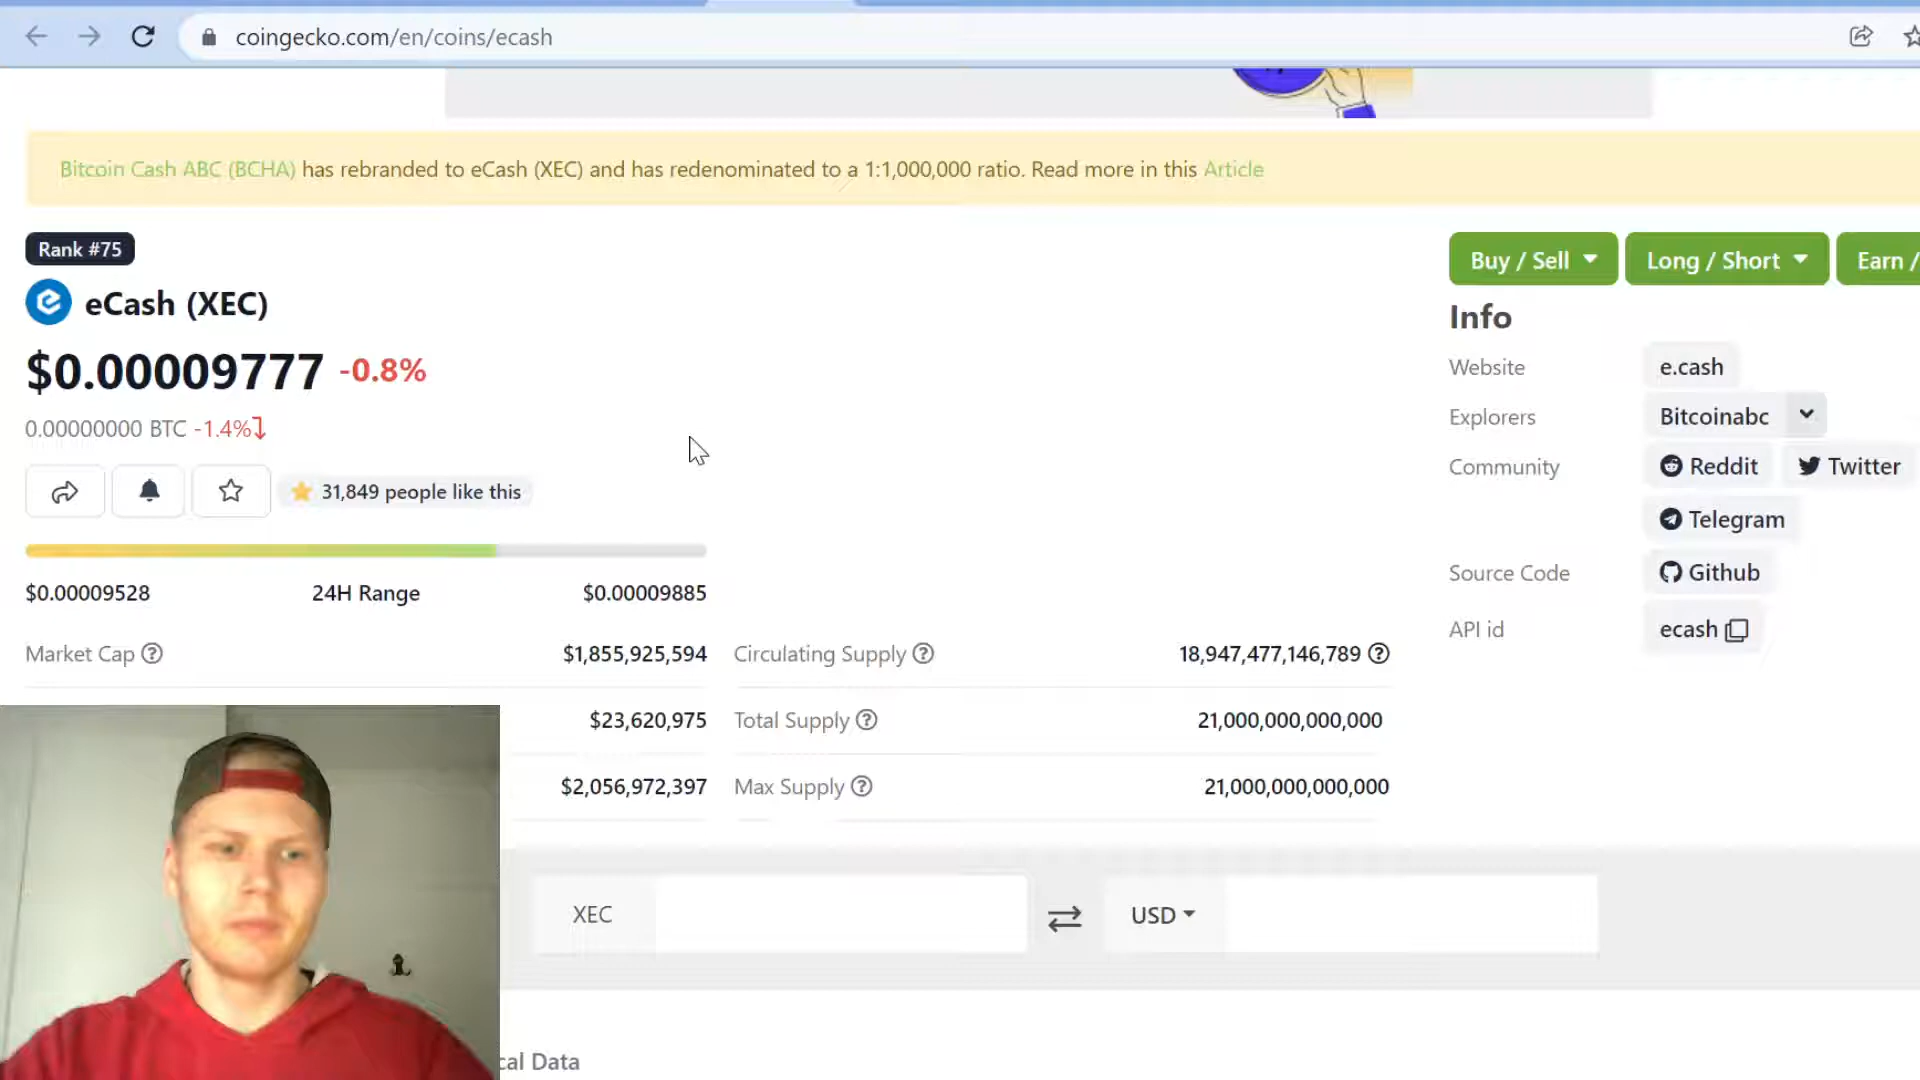 coingecko.com/en/coins/ecash
Bitcoin Cash ABC (BCHA) has rebranded to eCash (XEC) and has redenominated to a 1:1,000,000 ratio. Read more in this Article
Rank #75
eCash (XEC)
$0.00009777 -0.8%
0.00000000 BTC -1.4%
31,849 people like this
$0.00009528 24H Range $0.00009885
Market Cap $1,855,925,594
$23,620,975
$2,056,972,397
Circulating Supply 18,947,477,146,789
Total Supply 21,000,000,000,000
Max Supply 21,000,000,000,000
Buy / Sell Long / Short Earn /
Info
Website e.cash
Explorers Bitcoinabc
Community Reddit Twitter
Telegram
Source Code Github
API id ecash
XEC USD
cal Data